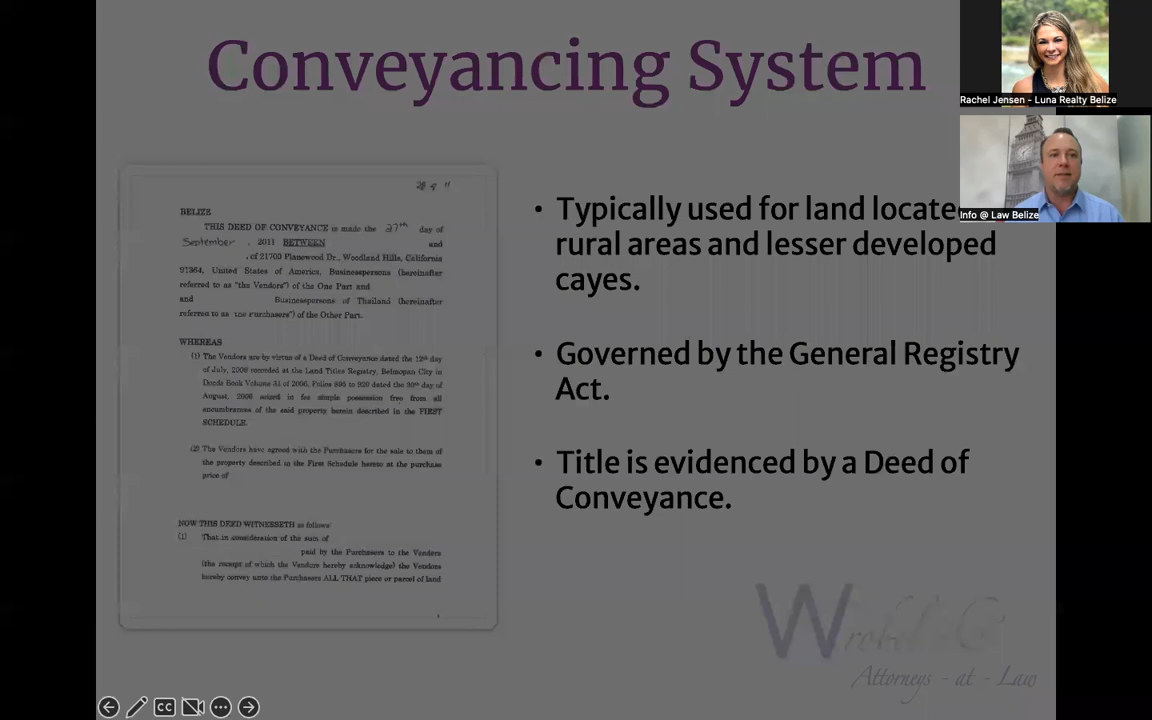 Conveyancing System
BELIZE
THIS DEED OF CONVEYANCE is made the 27th day of
September, 2011 BETWEEN and
, of 21700 Planewood Dr., Woodland Hills, California
91364, United States of America, Businesspersons (hereinafter
referred to as "the Vendors") of the One Part and
and Businesspersons of Thailand (hereinafter
referred to as the Purchasers") of the Other Part.
WHEREAS
(1) The Vendors are by virtue of a Deed of Conveyance dated the 12th day
of July, 2006 recorded at the Land Titles Registry, Belmopan City in
Deeds Book Volume 31 of 2006, Folios 895 to 920 dated the 30th day of
August, 2006 seized in fee simple possession free from all
encumbrances of the said property herein described in the FIRST
SCHEDULE.
(2) The Vendors have agreed with the Purchasers for the sale to them of
the property described in the First Schedule hereto at the purchase
price of
NOW THIS DEED WITNESSETH as follows'
(1) That in consideration of the sum of
paid by the Purchasers to the Vendors
(the receipt of which the Vendors hereby acknowledge) the Vendors
hereby convey unto the Purchasers ALL THAT piece or parcel of land
• Typically used for land locate
rural areas and lesser developed
cayes.
• Governed by the General Registry
Act.
• Title is evidenced by a Deed of
Conveyance.
Attorneys - at - Law
Rachel Jensen - Luna Realty Belize
Info @ Law Belize
CC